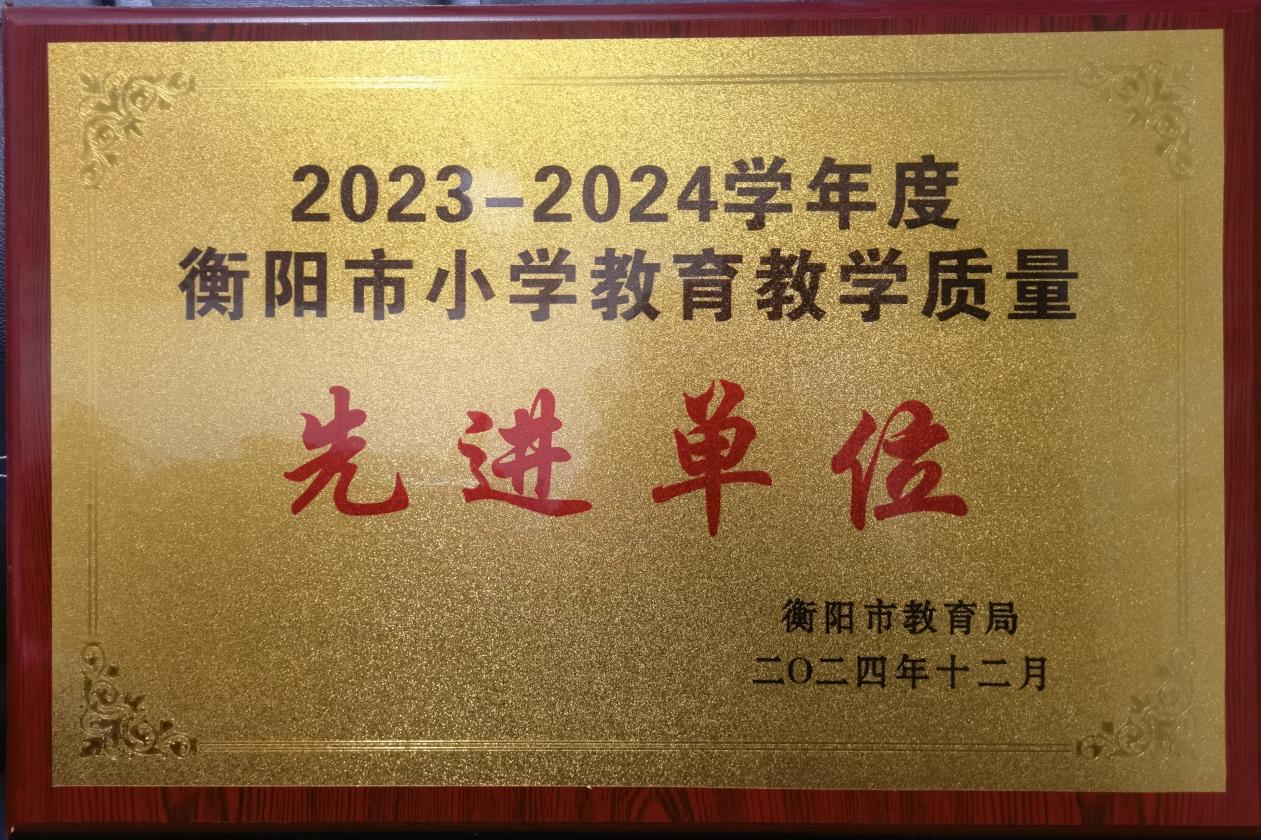 2023-2024学年度
衡阳市小学教育教学质量
先进单位
衡阳市教育局
二〇二四年十二月